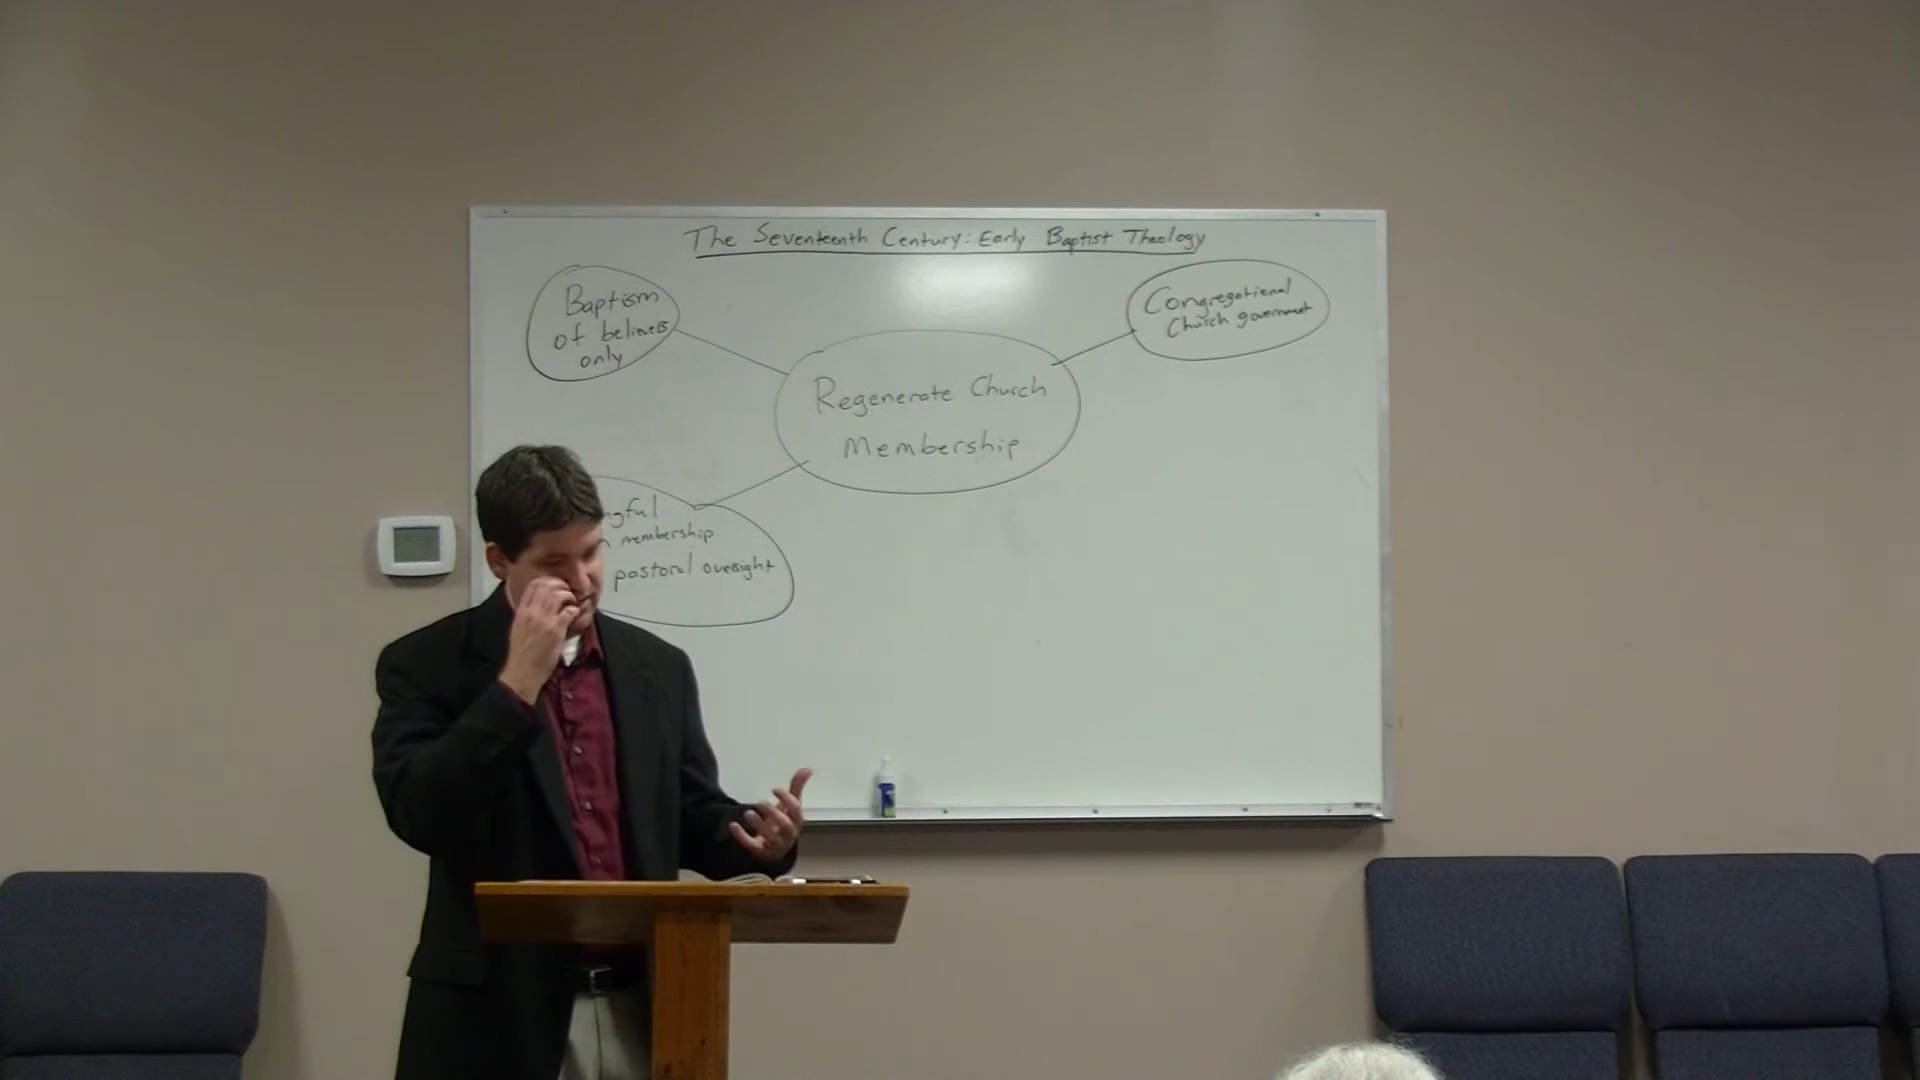 The Seventeenth Century: Early Baptist Theology
Baptism
of believers
only
Congregational
Church government
Regenerate Church
Membership
ngful
n membership
pastoral oversight